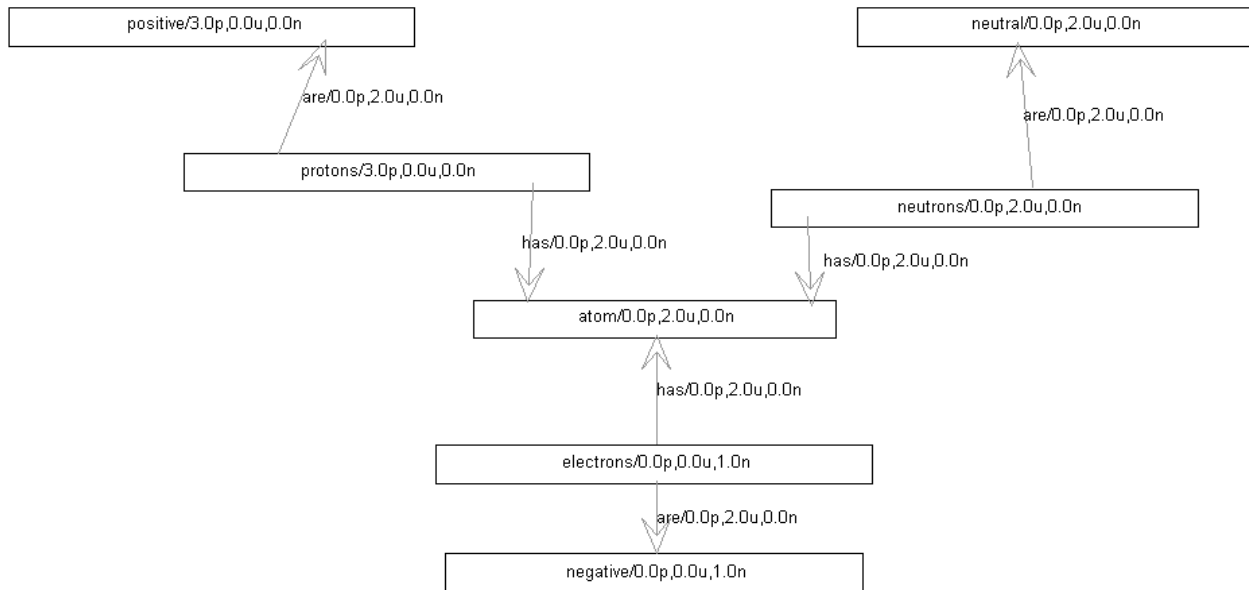 positive/3.0p,0.0u,0.0n
neutral/0.0p,2.0u,0.0n
are/0.0p,2.0u,0.0n
are/0.0p,2.0u,0.0n
protons/3.0p,0.0u,0.0n
neutrons/0.0p,2.0u,0.0n
has/0.0p,2.0u,0.0n
has/0.0p,2.0u,0.0n
atom/0.0p,2.0u,0.0n
has/0.0p,2.0u,0.0n
electrons/0.0p,0.0u,1.0n
are/0.0p,2.0u,0.0n
negative/0.0p,0.0u,1.0n